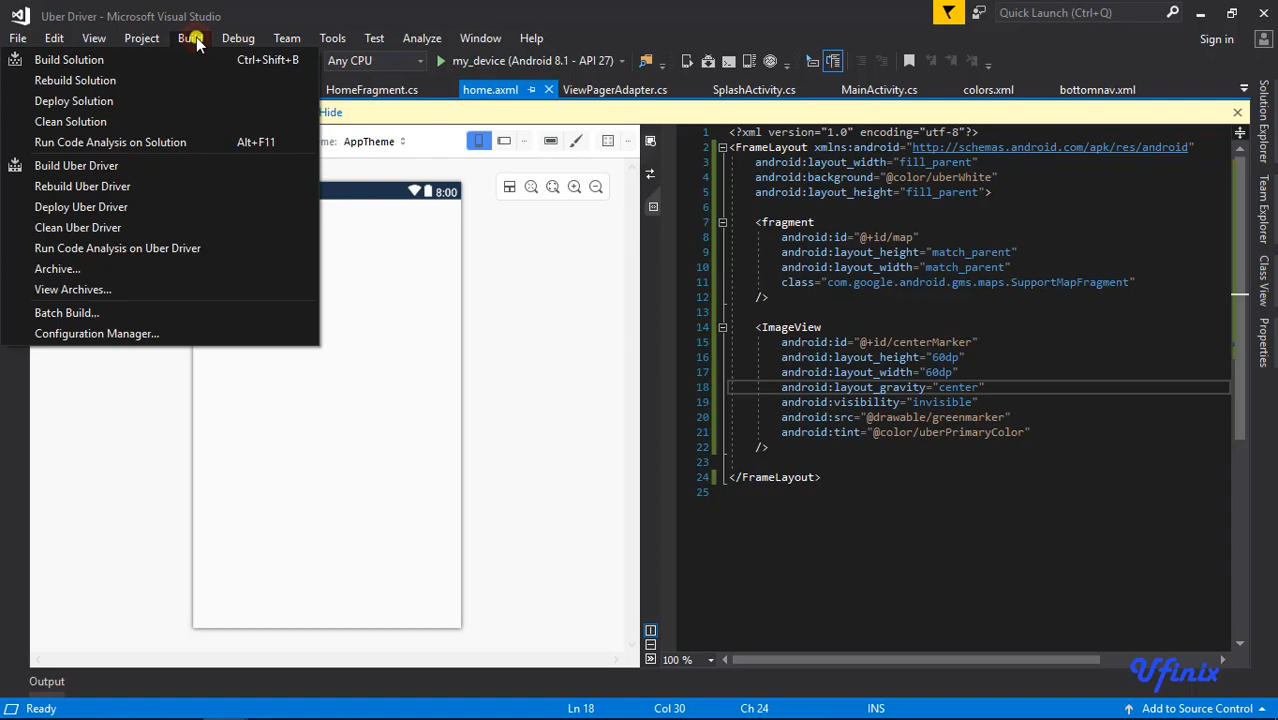 Uber Driver - Microsoft Visual Studio
Quick Launch (Ctrl+Q)
File Edit View Project Build Debug Team Tools Test Analyze Window Help
Sign in
Build Solution Ctrl+Shift+B
Rebuild Solution
Deploy Solution
Clean Solution
Run Code Analysis on Solution Alt+F11
Build Uber Driver
Rebuild Uber Driver
Deploy Uber Driver
Clean Uber Driver
Run Code Analysis on Uber Driver
Archive...
View Archives...
Batch Build...
Configuration Manager...
Any CPU my_device (Android 8.1 - API 27)
HomeFragment.cs home.axml ViewPagerAdapter.cs SplashActivity.cs MainActivity.cs colors.xml bottomnav.xml
Hide
AppTheme
8:00
1 <?xml version="1.0" encoding="utf-8"?>
2 <FrameLayout xmlns:android="http://schemas.android.com/apk/res/android"
3 android:layout_width="fill_parent"
4 android:background="@color/uberWhite"
5 android:layout_height="fill_parent">
6
7 <fragment
8 android:id="@+id/map"
9 android:layout_height="match_parent"
10 android:layout_width="match_parent"
11 class="com.google.android.gms.maps.SupportMapFragment"
12 />
13
14 <ImageView
15 android:id="@+id/centerMarker"
16 android:layout_height="60dp"
17 android:layout_width="60dp"
18 android:layout_gravity="center"
19 android:visibility="invisible"
20 android:src="@drawable/greenmarker"
21 android:tint="@color/uberPrimaryColor"
22 />
23
24 </FrameLayout>
25
100 %
Solution Explorer
Team Explorer
Class View
Properties
Ufinix
Output
Ready Ln 18 Col 30 Ch 24 INS Add to Source Control